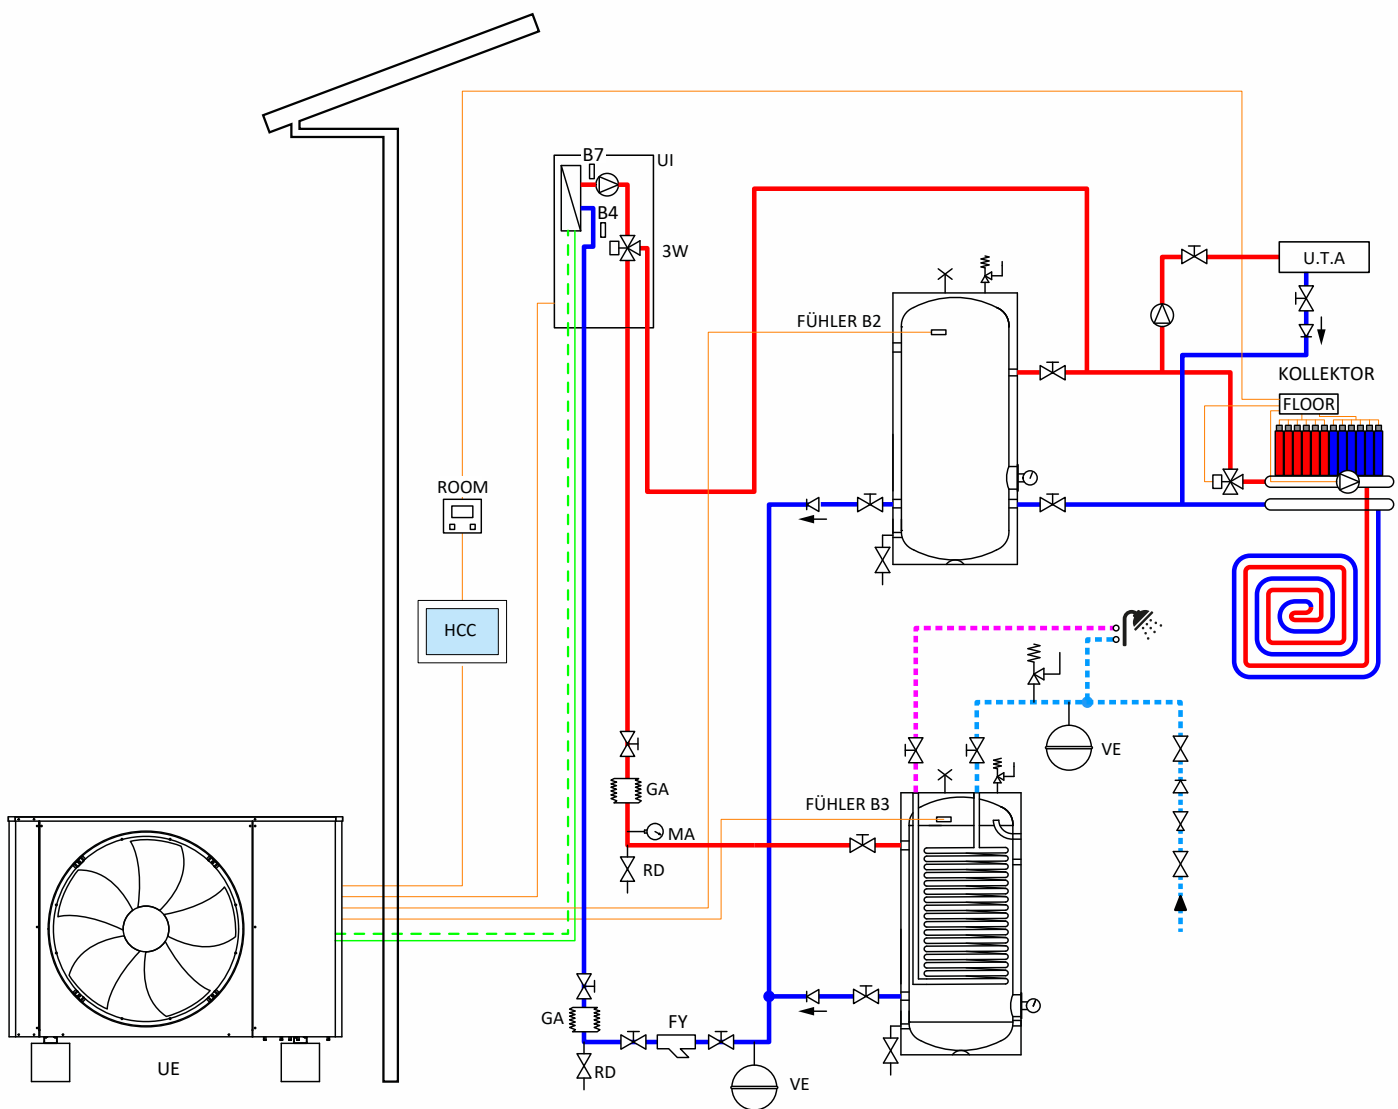 B7
UI
B4
3W
U.T.A
FÜHLER B2
KOLLEKTOR
FLOOR
ROOM
HCC
GA
VE
FÜHLER B3
MA
RD
GA
FY
UE
RD
VE